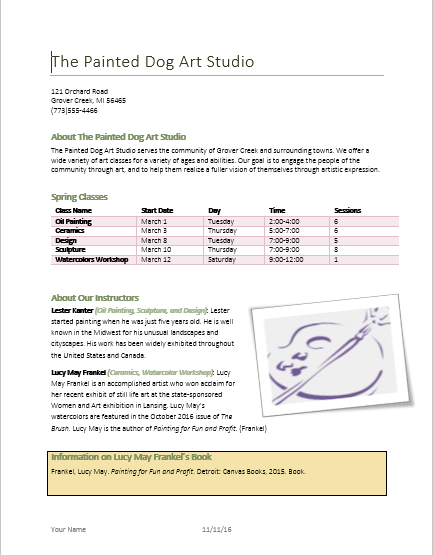 The Painted Dog Art Studio
121 Orchard Road
Grover Creek, MI 56465
(773)555-4466
About The Painted Dog Art Studio
The Painted Dog Art Studio serves the community of Grover Creek and surrounding towns. We offer a
wide variety of art classes for a variety of ages and abilities. Our goal is to engage the people of the
community through art, and to help them realize a fuller vision of themselves through artistic expression.
Spring Classes
Class Name Start Date Day Time Sessions
Oil Painting March 1 Tuesday 2:00-4:00 6
Ceramics March 3 Thursday 5:00-7:00 6
Design March 8 Tuesday 7:00-9:00 5
Sculpture March 10 Thursday 7:00-9:00 8
Watercolors Workshop March 12 Saturday 9:00-12:00 1
About Our Instructors
Lester Kanter (Oil Painting, Sculpture, and Design): Lester
started painting when he was just five years old. He is well
known in the Midwest for his unusual landscapes and
cityscapes. His work has been widely exhibited throughout
the United States and Canada.
Lucy May Frankel (Ceramics, Watercolor Workshop): Lucy
May Frankel is an accomplished artist who won acclaim for
her recent exhibit of still life art at the state-sponsored
Women and Art exhibition in Lansing. Lucy May's
watercolors are featured in the October 2016 issue of The
Brush. Lucy May is the author of Painting for Fun and Profit. (Frankel)
Information on Lucy May Frankel's Book
Frankel, Lucy May. Painting for Fun and Profit. Detroit: Canvas Books, 2015. Book.
Your Name 11/11/16